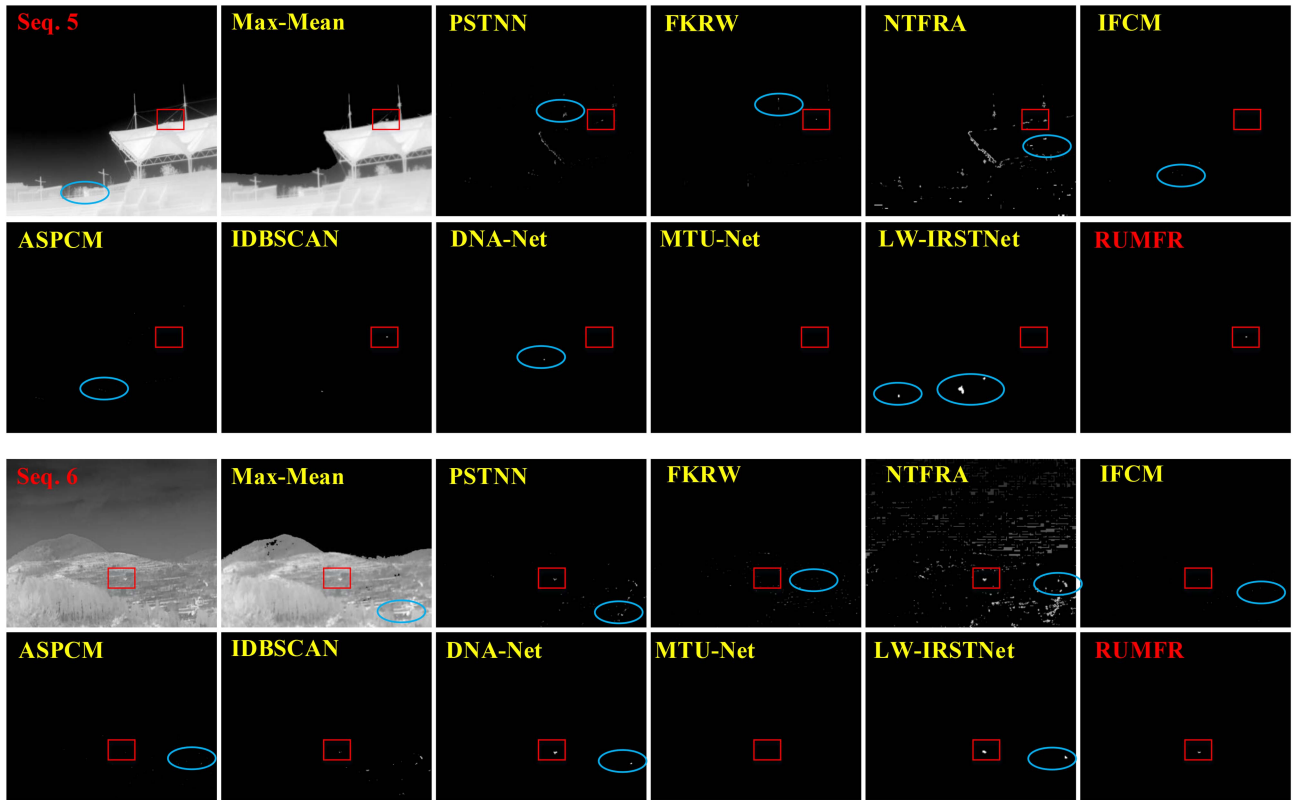 Seq. 5 Max-Mean PSTNN FKRW NTFRA IFCM
ASPCM IDBSCAN DNA-Net MTU-Net LW-IRSTNet RUMFR
Seq. 6 Max-Mean PSTNN FKRW NTFRA IFCM
ASPCM IDBSCAN DNA-Net MTU-Net LW-IRSTNet RUMFR